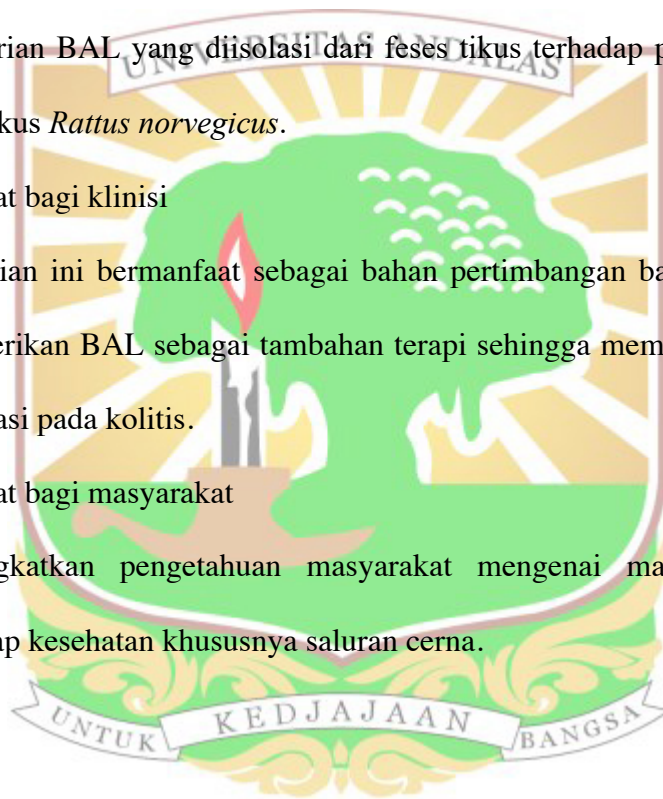 rian BAL yang diisolasi dari feses tikus terhadap p
UNIVERSITAS ANDALAS
kus Rattus norvegicus.
at bagi klinisi
ian ini bermanfaat sebagai bahan pertimbangan ba
erikan BAL sebagai tambahan terapi sehingga mem
asi pada kolitis.
at bagi masyarakat
gkatkan pengetahuan masyarakat mengenai ma
ap kesehatan khususnya saluran cerna.
UNTUK KEDJAJAAN BANGSA